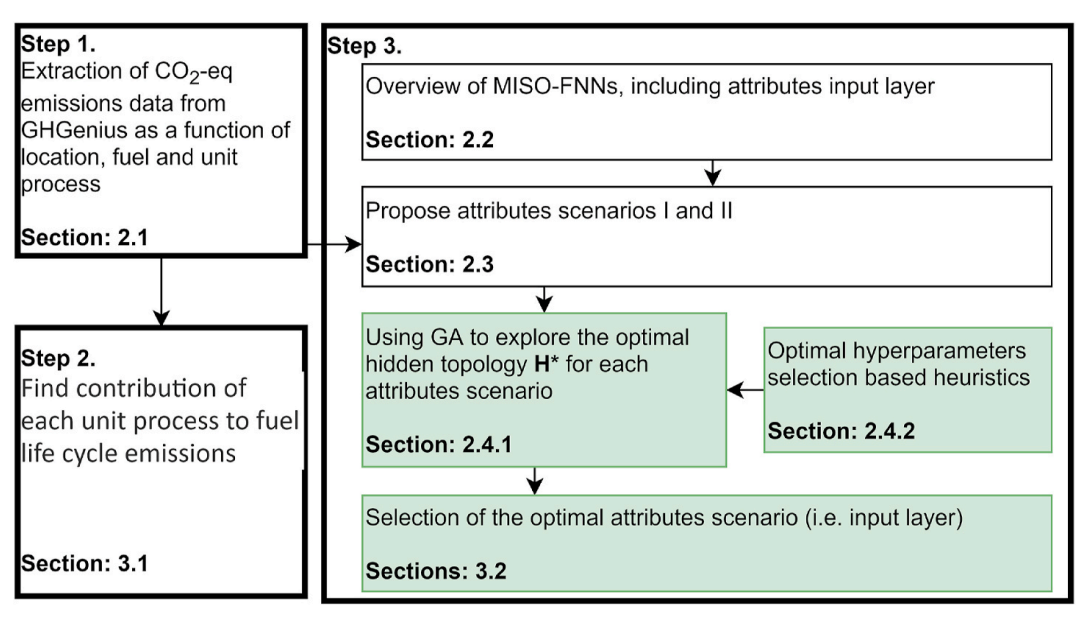 Step 1.
Extraction of CO₂-eq
emissions data from
GHGenius as a function of
location, fuel and unit
process
Section: 2.1
Step 2.
Find contribution of
each unit process to fuel
life cycle emissions
Section: 3.1
Step 3.
Overview of MISO-FNNs, including attributes input layer
Section: 2.2
Propose attributes scenarios I and II
Section: 2.3
Using GA to explore the optimal
hidden topology H* for each
attributes scenario
Section: 2.4.1
Optimal hyperparameters
selection based heuristics
Section: 2.4.2
Selection of the optimal attributes scenario (i.e. input layer)
Sections: 3.2